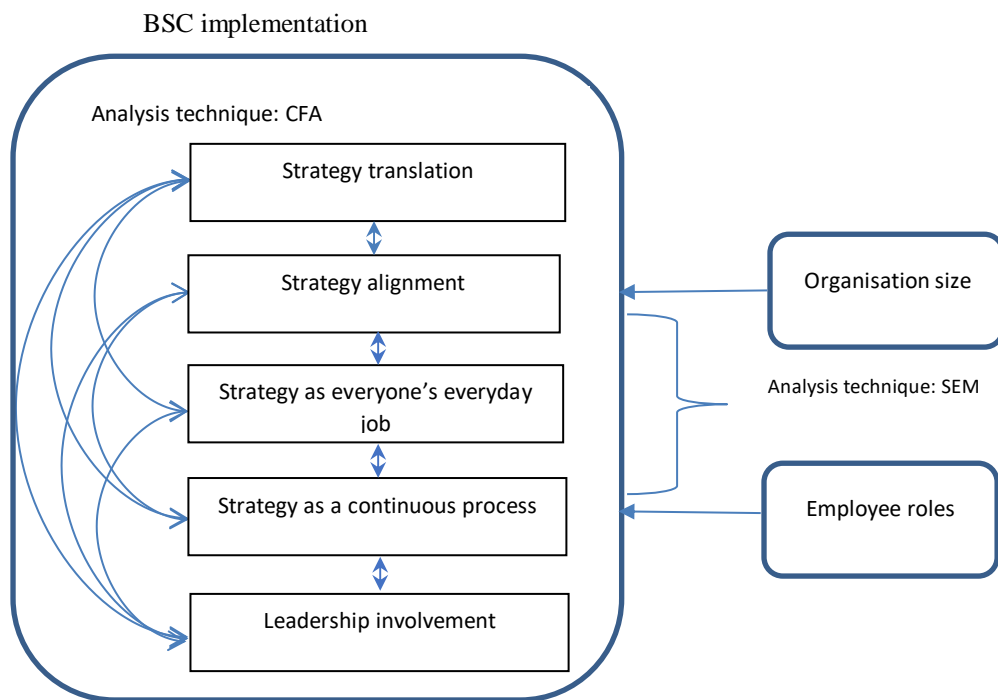 BSC implementation
Analysis technique: CFA
Strategy translation
Strategy alignment
Strategy as everyone’s everyday
job
Strategy as a continuous process
Leadership involvement
Organisation size
Analysis technique: SEM
Employee roles